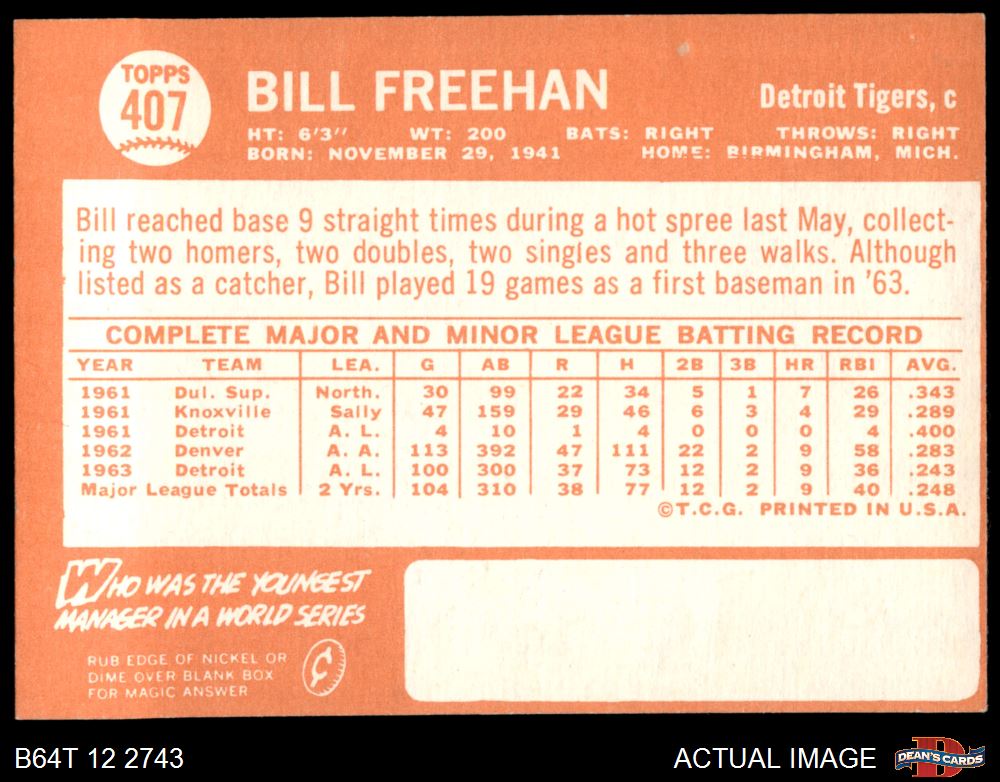 TOPPS
407
BILL FREEHAN
Detroit Tigers, c
HT: 6'3" WT: 200 BATS: RIGHT THROWS: RIGHT
BORN: NOVEMBER 29, 1941 HOME: BIRMINGHAM, MICH.
Bill reached base 9 straight times during a hot spree last May, collect-
ing two homers, two doubles, two singles and three walks. Although
listed as a catcher, Bill played 19 games as a first baseman in '63.
COMPLETE MAJOR AND MINOR LEAGUE BATTING RECORD
YEAR TEAM LEA. G AB R H 2B 3B HR RBI AVG.
1961 Dul. Sup. North. 30 99 22 34 5 1 7 26 .343
1961 Knoxville Sally 47 159 29 46 6 3 4 29 .289
1961 Detroit A. L. 4 10 1 4 0 0 0 4 .400
1962 Denver A. A. 113 392 47 111 22 2 9 58 .283
1963 Detroit A. L. 100 300 37 73 12 2 9 36 .243
Major League Totals 2 Yrs. 104 310 38 77 12 2 9 40 .248
©T.C.G. PRINTED IN U.S.A.
WHO WAS THE YOUNGEST
MANAGER IN A WORLD SERIES
RUB EDGE OF NICKEL OR
DIME OVER BLANK BOX
FOR MAGIC ANSWER
¢
B64T 12 2743
ACTUAL IMAGE
D
DEAN'S CARDS